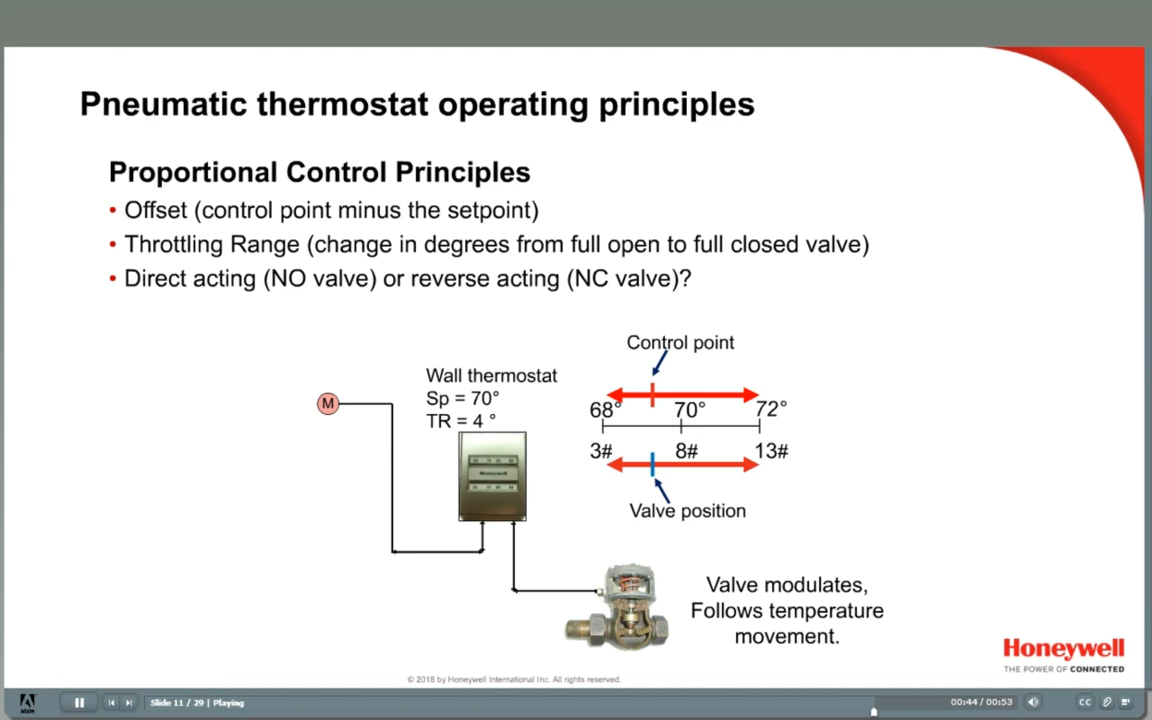 Pneumatic thermostat operating principles
Proportional Control Principles
• Offset (control point minus the setpoint)
• Throttling Range (change in degrees from full open to full closed valve)
• Direct acting (NO valve) or reverse acting (NC valve)?
Control point
Wall thermostat
Sp = 70°
TR = 4 °
M
68° 70° 72°
3# 8# 13#
Honeywell
Valve position
Valve modulates,
Follows temperature
movement.
Honeywell
THE POWER OF CONNECTED
© 2018 by Honeywell International Inc. All rights reserved.
Slide 11 / 29 | Playing
00:44 / 00:53
CC
adobe